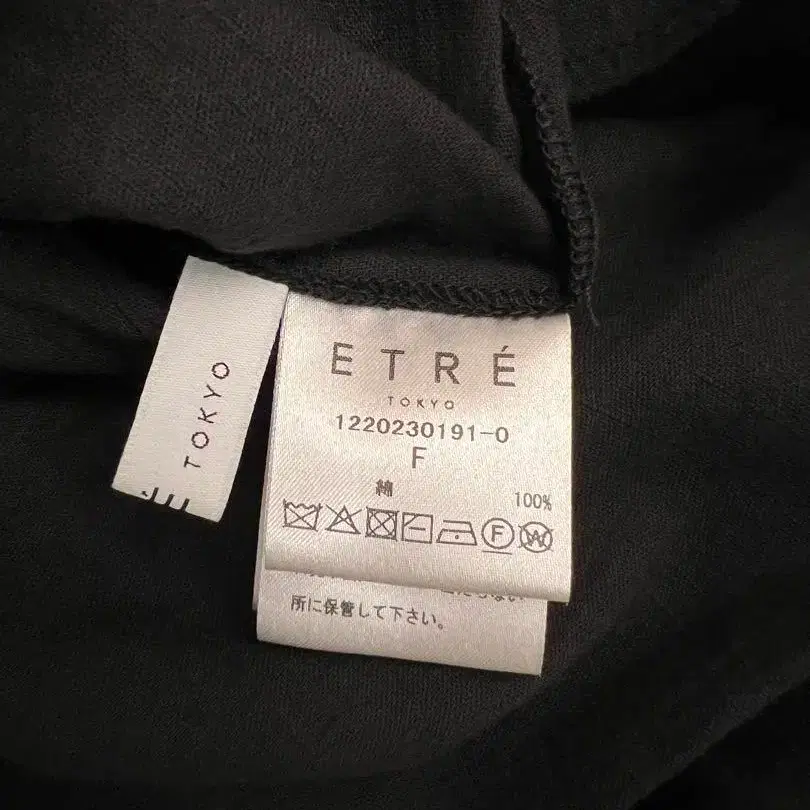 TOKYO
ETRÉ
TOKYO
1220230191-0
F
綿 100%
F W
所に保管して下さい。